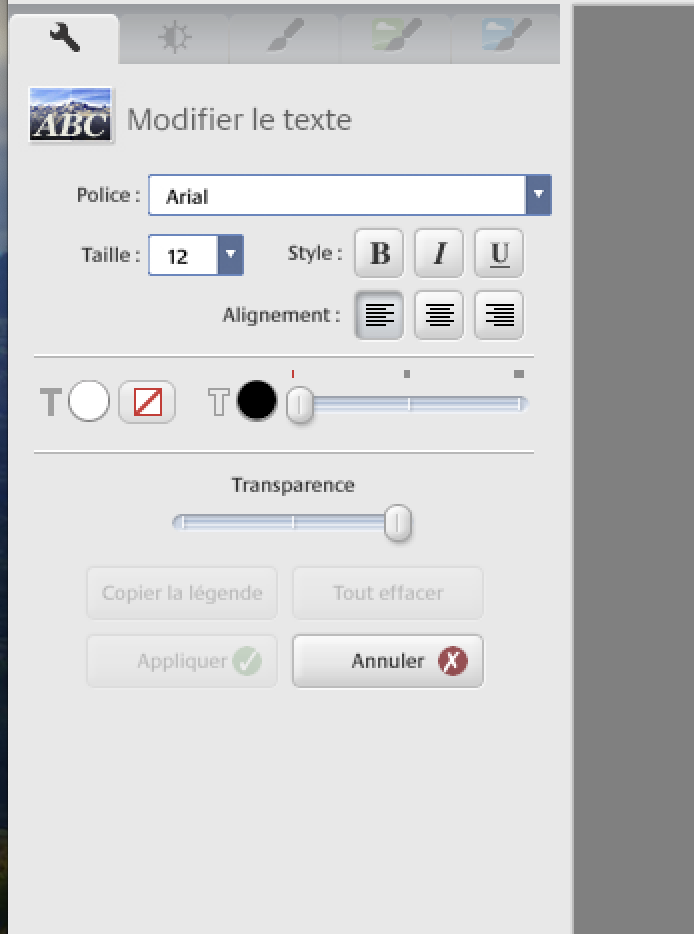 ABC Modifier le texte
Police : Arial
Taille : 12 Style : B I U
Alignement :
T T
Transparence
Copier la légende Tout effacer
Appliquer Annuler